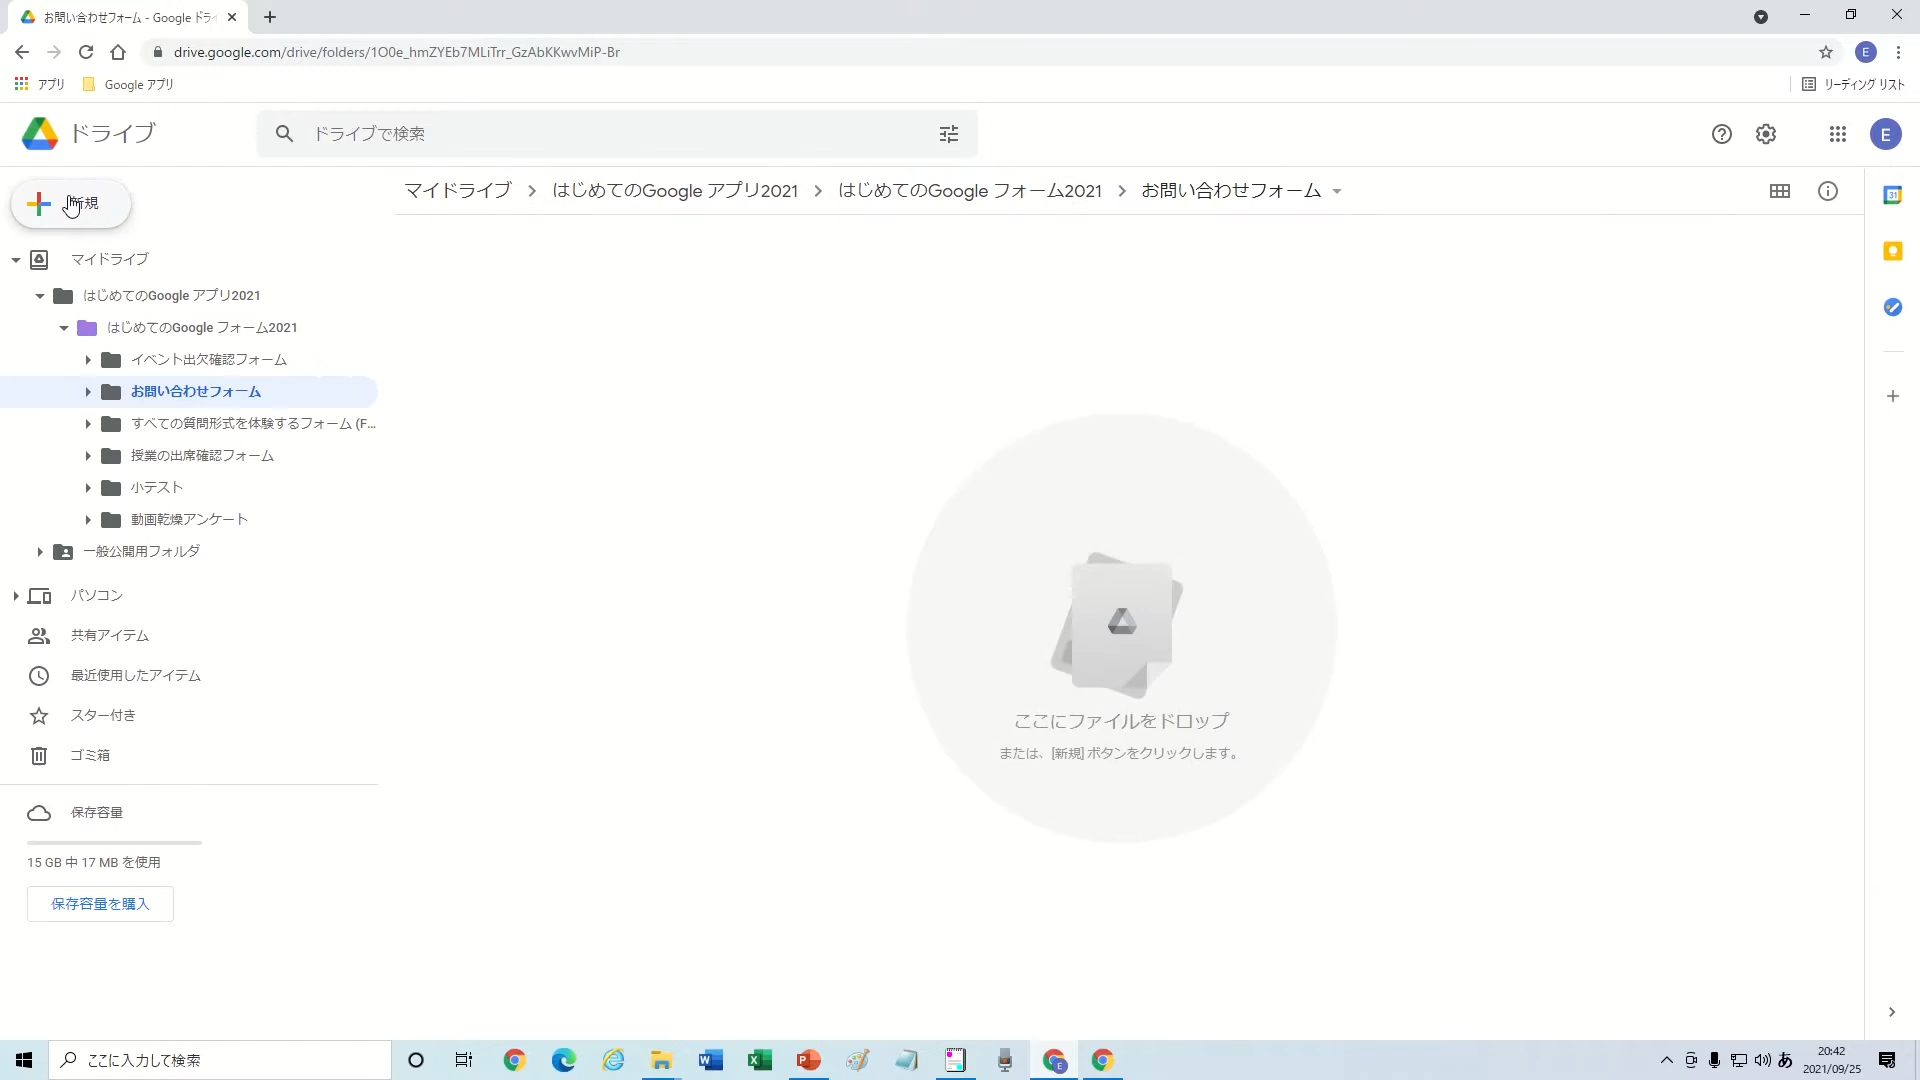 お問い合わせフォーム - Google ドラ
drive.google.com/drive/folders/1O0e_hmZYEb7MLiTrr_GzAbKKwvMiP-Br
E
アプリ
Google アプリ
リーディング リスト
ドライブ
ドライブで検索
E
新規
マイドライブ > はじめてのGoogle アプリ2021 > はじめてのGoogle フォーム2021 > お問い合わせフォーム
31
マイドライブ
はじめてのGoogle アプリ2021
はじめてのGoogle フォーム2021
イベント出欠確認フォーム
お問い合わせフォーム
すべての質問形式を体験するフォーム (F...
授業の出席確認フォーム
小テスト
動画乾燥アンケート
一般公開用フォルダ
パソコン
共有アイテム
最近使用したアイテム
スター付き
ゴミ箱
保存容量
15 GB 中 17 MB を使用
保存容量を購入
ここにファイルをドロップ
または、[新規] ボタンをクリックします。
ここに入力して検索
あ
20:42
2021/09/25